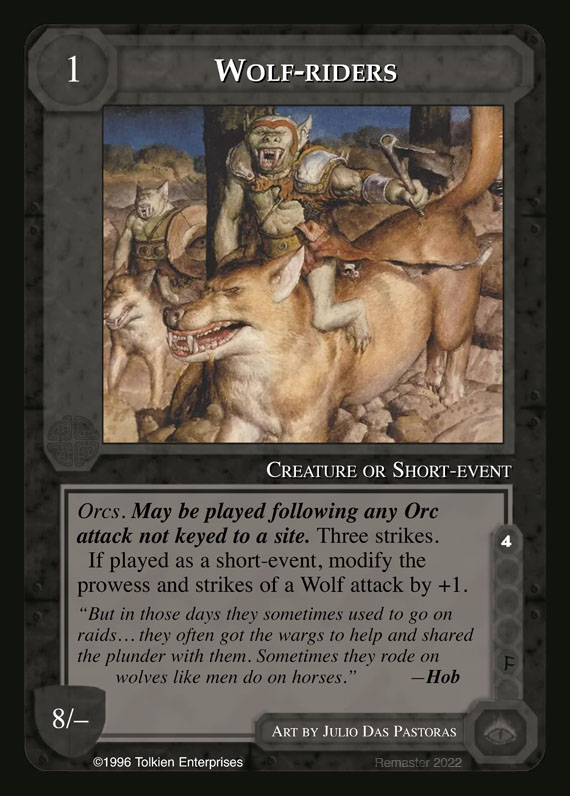 1
WOLF-RIDERS
CREATURE OR SHORT-EVENT
Orcs. May be played following any Orc
attack not keyed to a site. Three strikes.
If played as a short-event, modify the
prowess and strikes of a Wolf attack by +1.
4
“But in those days they sometimes used to go on
raids… they often got the wargs to help and shared
the plunder with them. Sometimes they rode on
wolves like men do on horses.” —Hob
8/–
ART BY JULIO DAS PASTORAS
©1996 Tolkien Enterprises
Remaster 2022